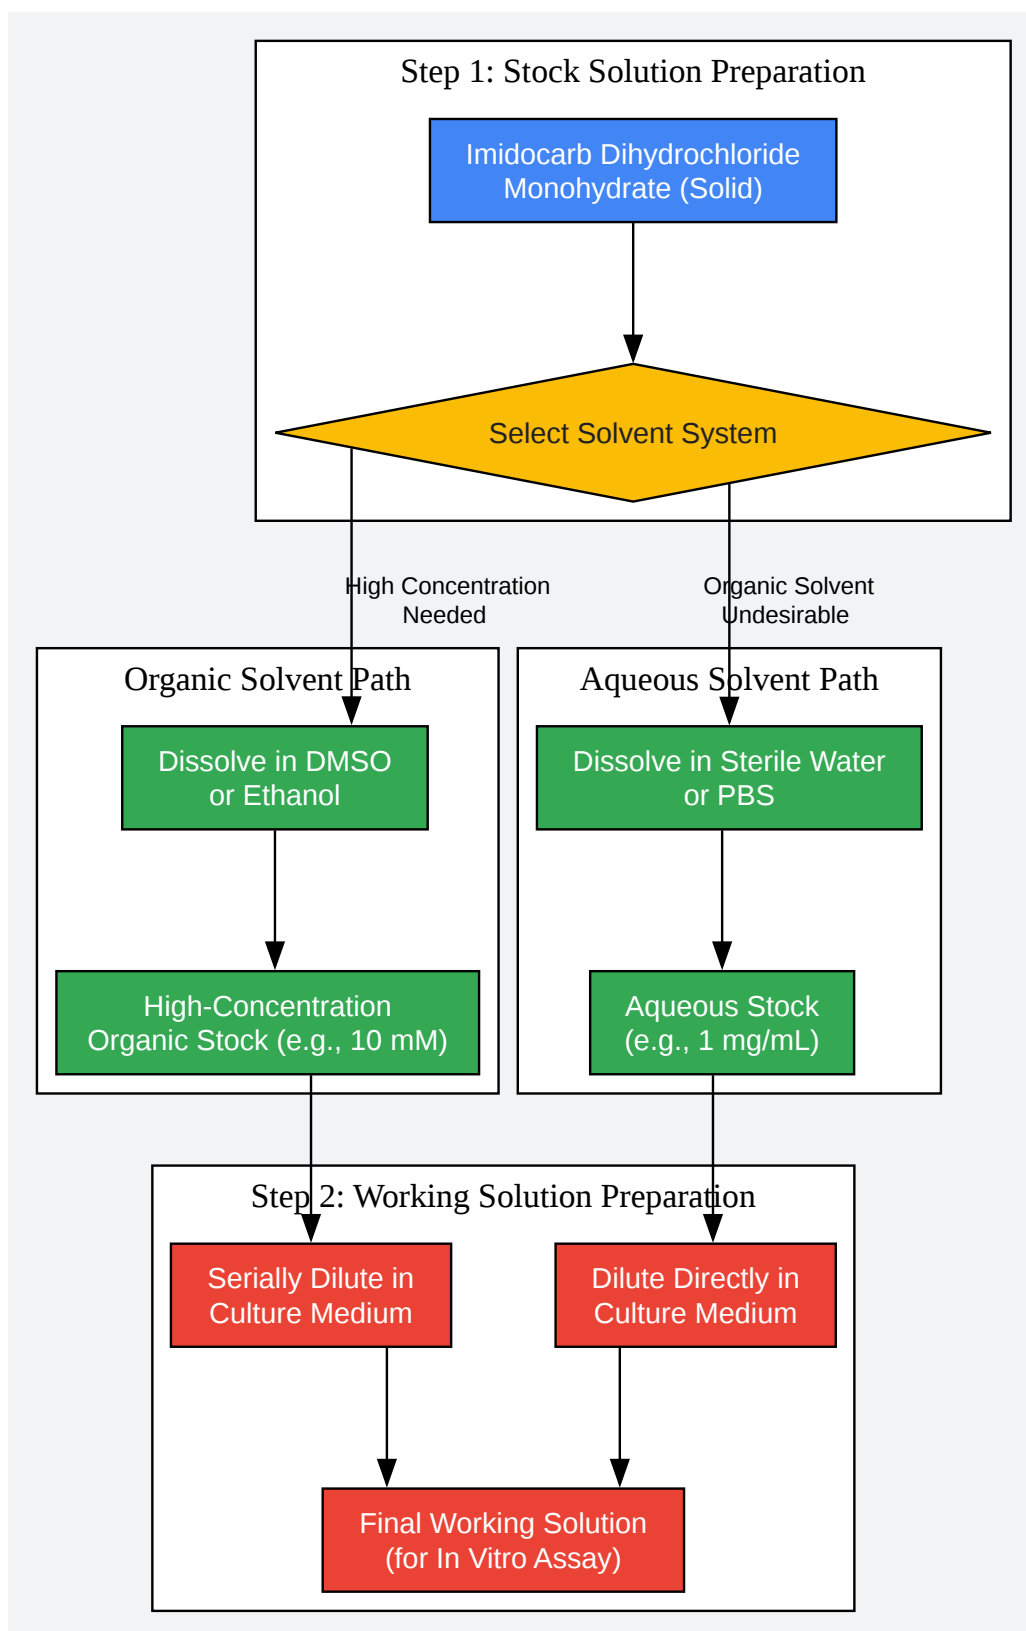 Step 1: Stock Solution Preparation
Imidocarb Dihydrochloride
Monohydrate (Solid)
Select Solvent System
High Concentration
Needed
Organic Solvent
Undesirable
Organic Solvent Path
Dissolve in DMSO
or Ethanol
High-Concentration
Organic Stock (e.g., 10 mM)
Aqueous Solvent Path
Dissolve in Sterile Water
or PBS
Aqueous Stock
(e.g., 1 mg/mL)
Step 2: Working Solution Preparation
Serially Dilute in
Culture Medium
Dilute Directly in
Culture Medium
Final Working Solution
(for In Vitro Assay)